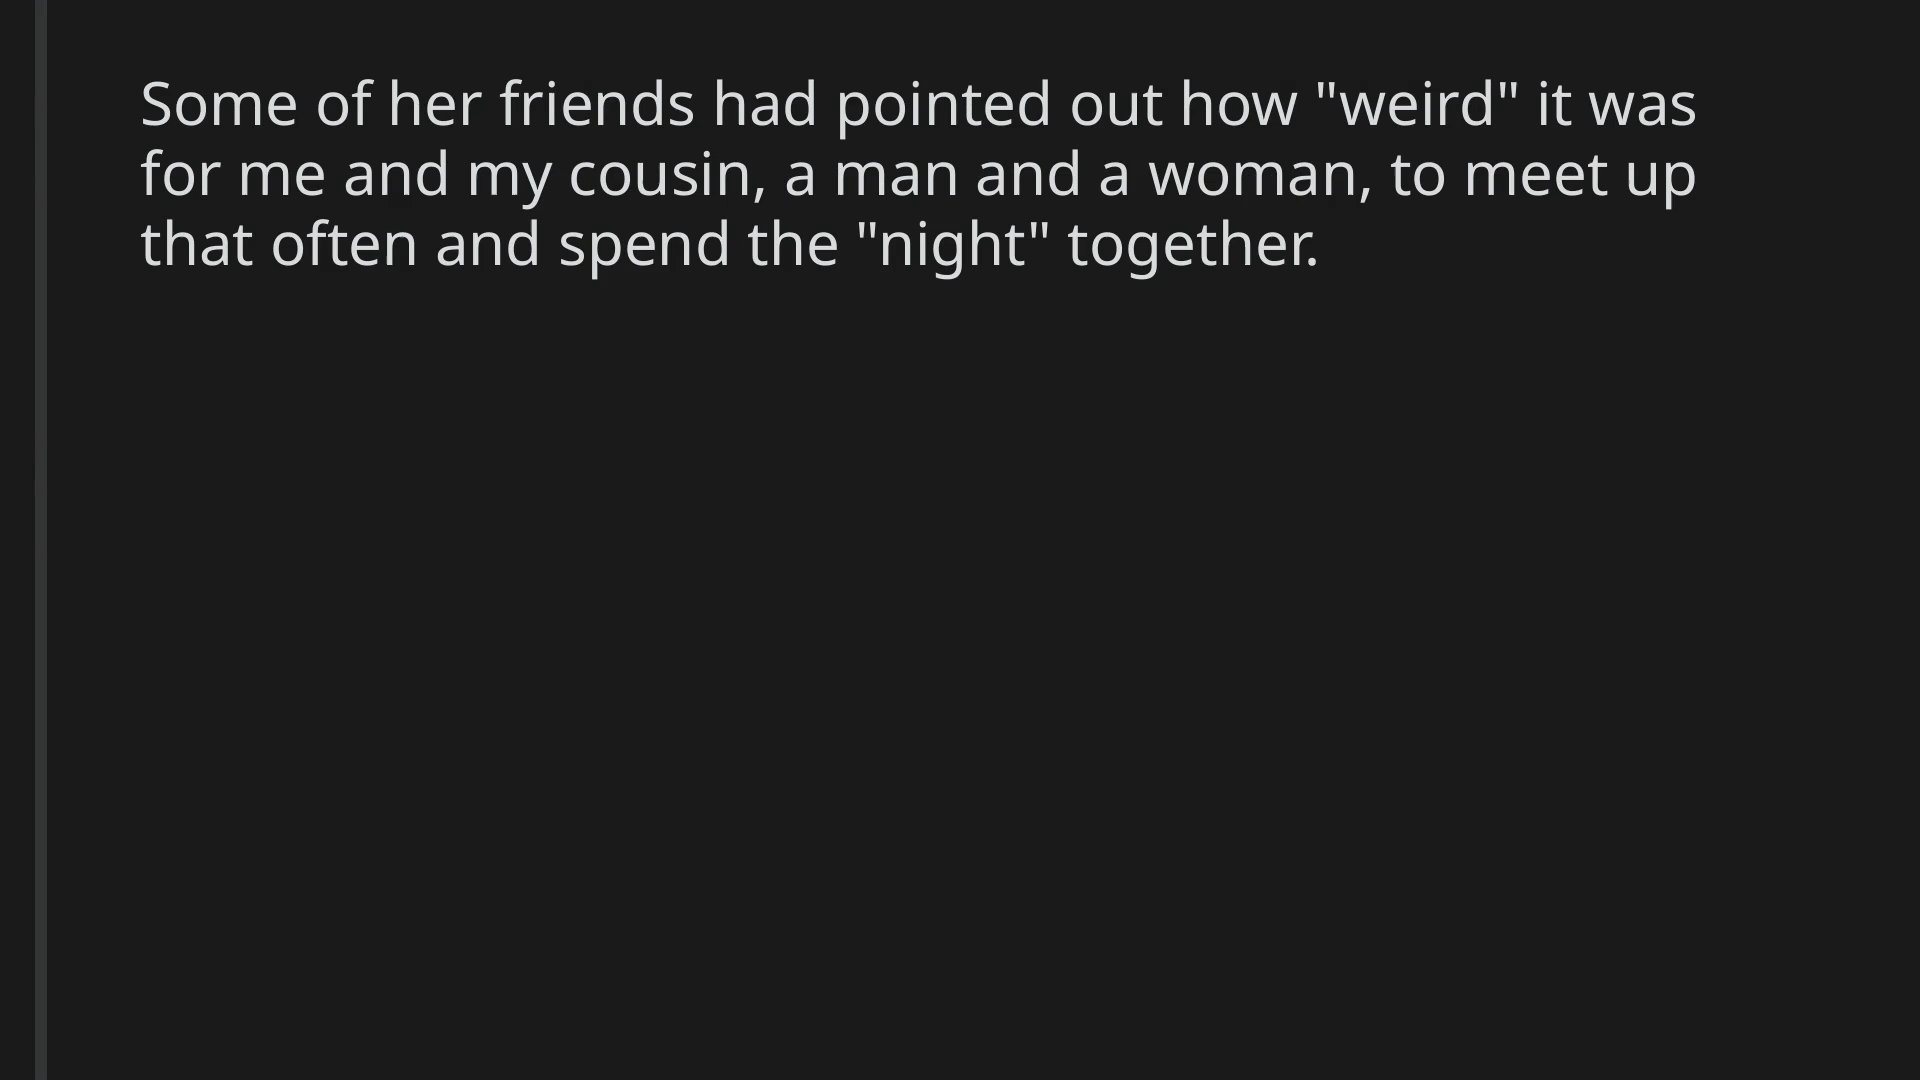 Some of her friends had pointed out how "weird" it was
for me and my cousin, a man and a woman, to meet up
that often and spend the "night" together.